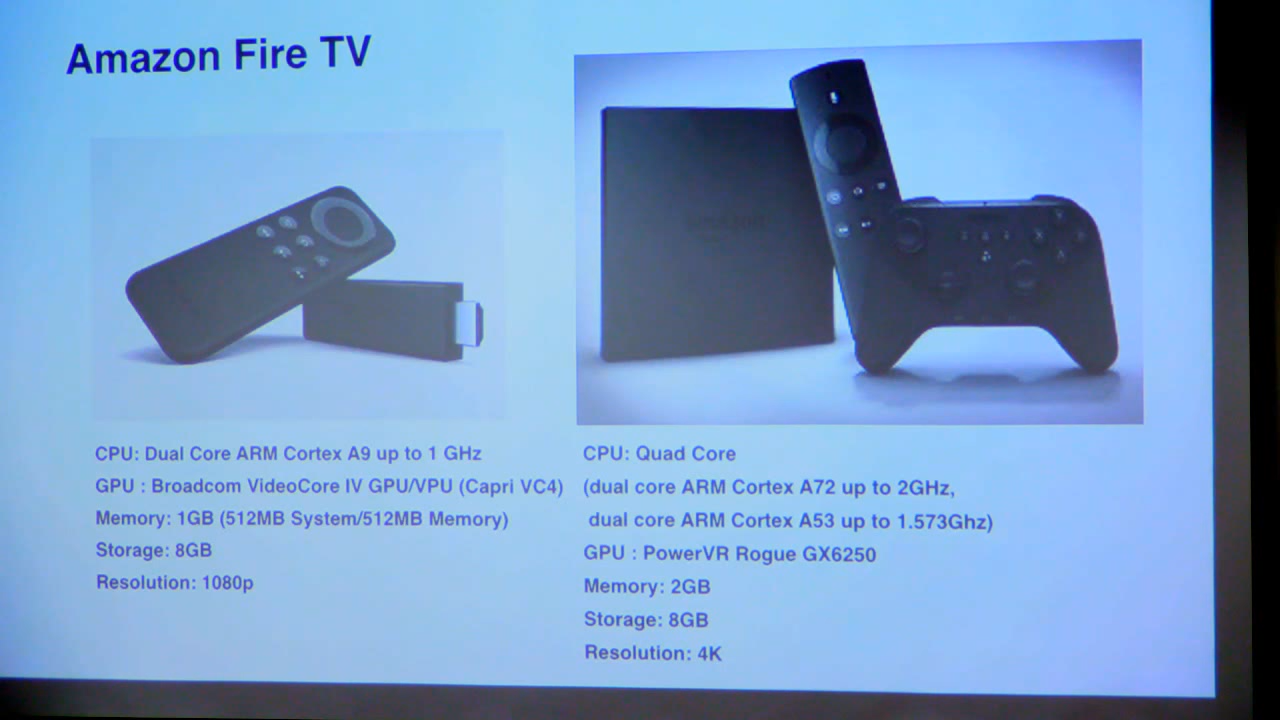 Amazon Fire TV
amazon
CPU: Dual Core ARM Cortex A9 up to 1 GHz
GPU : Broadcom VideoCore IV GPU/VPU (Capri VC4)
Memory: 1GB (512MB System/512MB Memory)
Storage: 8GB
Resolution: 1080p
CPU: Quad Core
(dual core ARM Cortex A72 up to 2GHz,
dual core ARM Cortex A53 up to 1.573Ghz)
GPU : PowerVR Rogue GX6250
Memory: 2GB
Storage: 8GB
Resolution: 4K